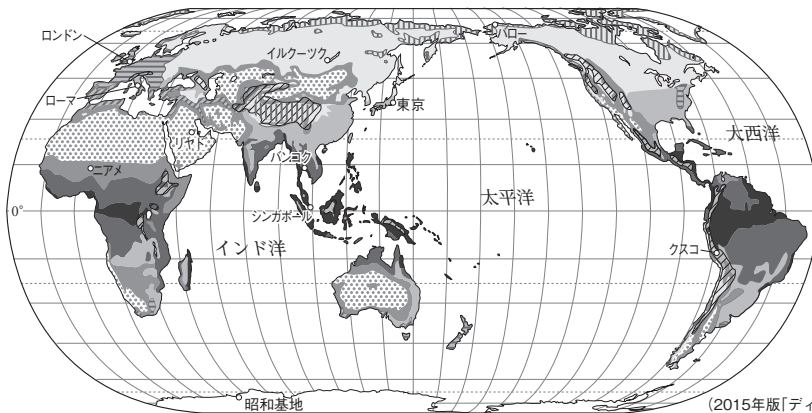 ロンドン
イルクーツク
バロー
ローマ
東京
リヤド
大西洋
バンコク
ニアメ
太平洋
0°
シンガポール
インド洋
クスコ
昭和基地
(2015年版「ディ